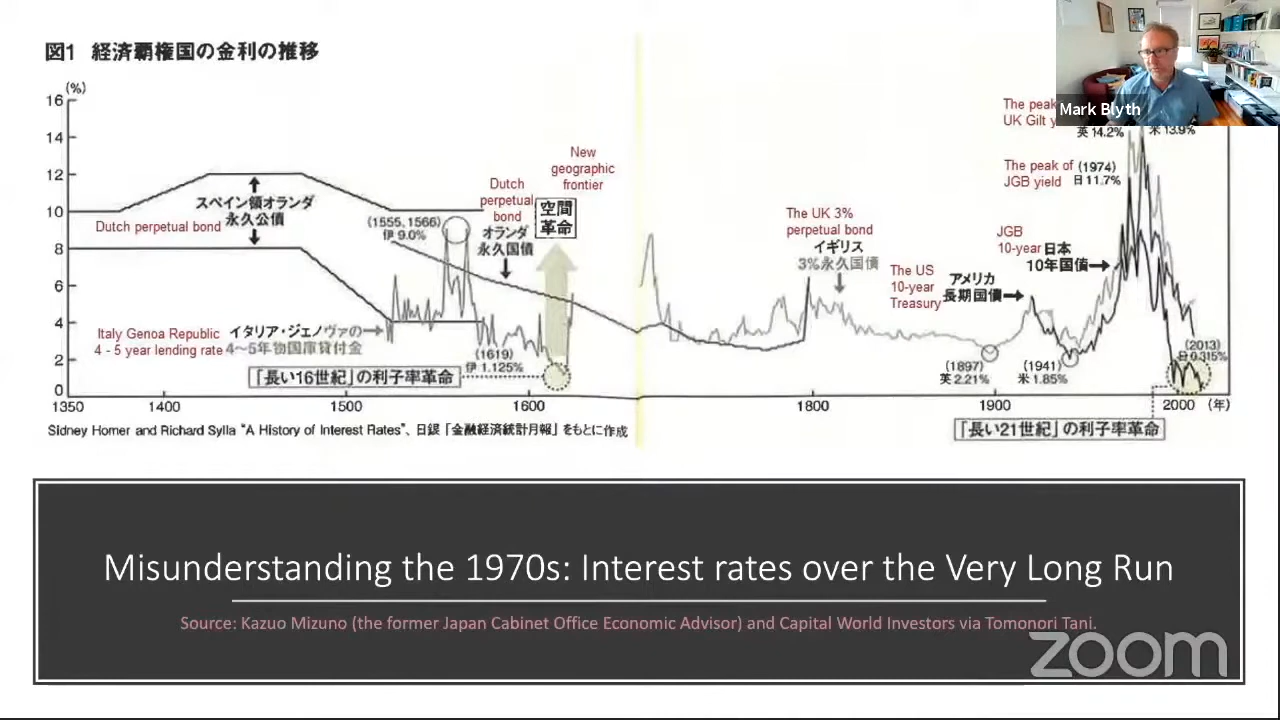 図1 経済覇権国の金利の推移
(%)
16
14
12
10
8
6
4
2
0
Dutch perpetual bond
スペイン領オランダ
永久公債
Italy Genoa Republic
4 - 5 year lending rate
イタリア・ジェノヴァの
4〜5年物国庫貸付金
(1555, 1566)
伊 9.0%
Dutch
perpetual
bond
オランダ
永久国債
New
geographic
frontier
空間
革命
(1619)
伊 1.125%
「長い16世紀」の利子率革命
The UK 3%
perpetual bond
イギリス
3%永久国債
The US
10-year
Treasury
アメリカ
長期国債
(1897)
英 2.21%
(1941)
米 1.85%
JGB
10-year
日本
10年国債
The peak
UK Gilt
英 14.2%
米 13.9%
The peak of
JGB yield
(1974)
日 11.7%
(2013)
日 0.315%
1350
1400
1500
1600
1800
1900
2000
(年)
「長い21世紀」の利子率革命
Sidney Homer and Richard Sylla "A History of Interest Rates"、日銀「金融経済統計月報」をもとに作成
Mark Blyth
Misunderstanding the 1970s: Interest rates over the Very Long Run
Source: Kazuo Mizuno (the former Japan Cabinet Office Economic Advisor) and Capital World Investors via Tomonori Tani.
zoom